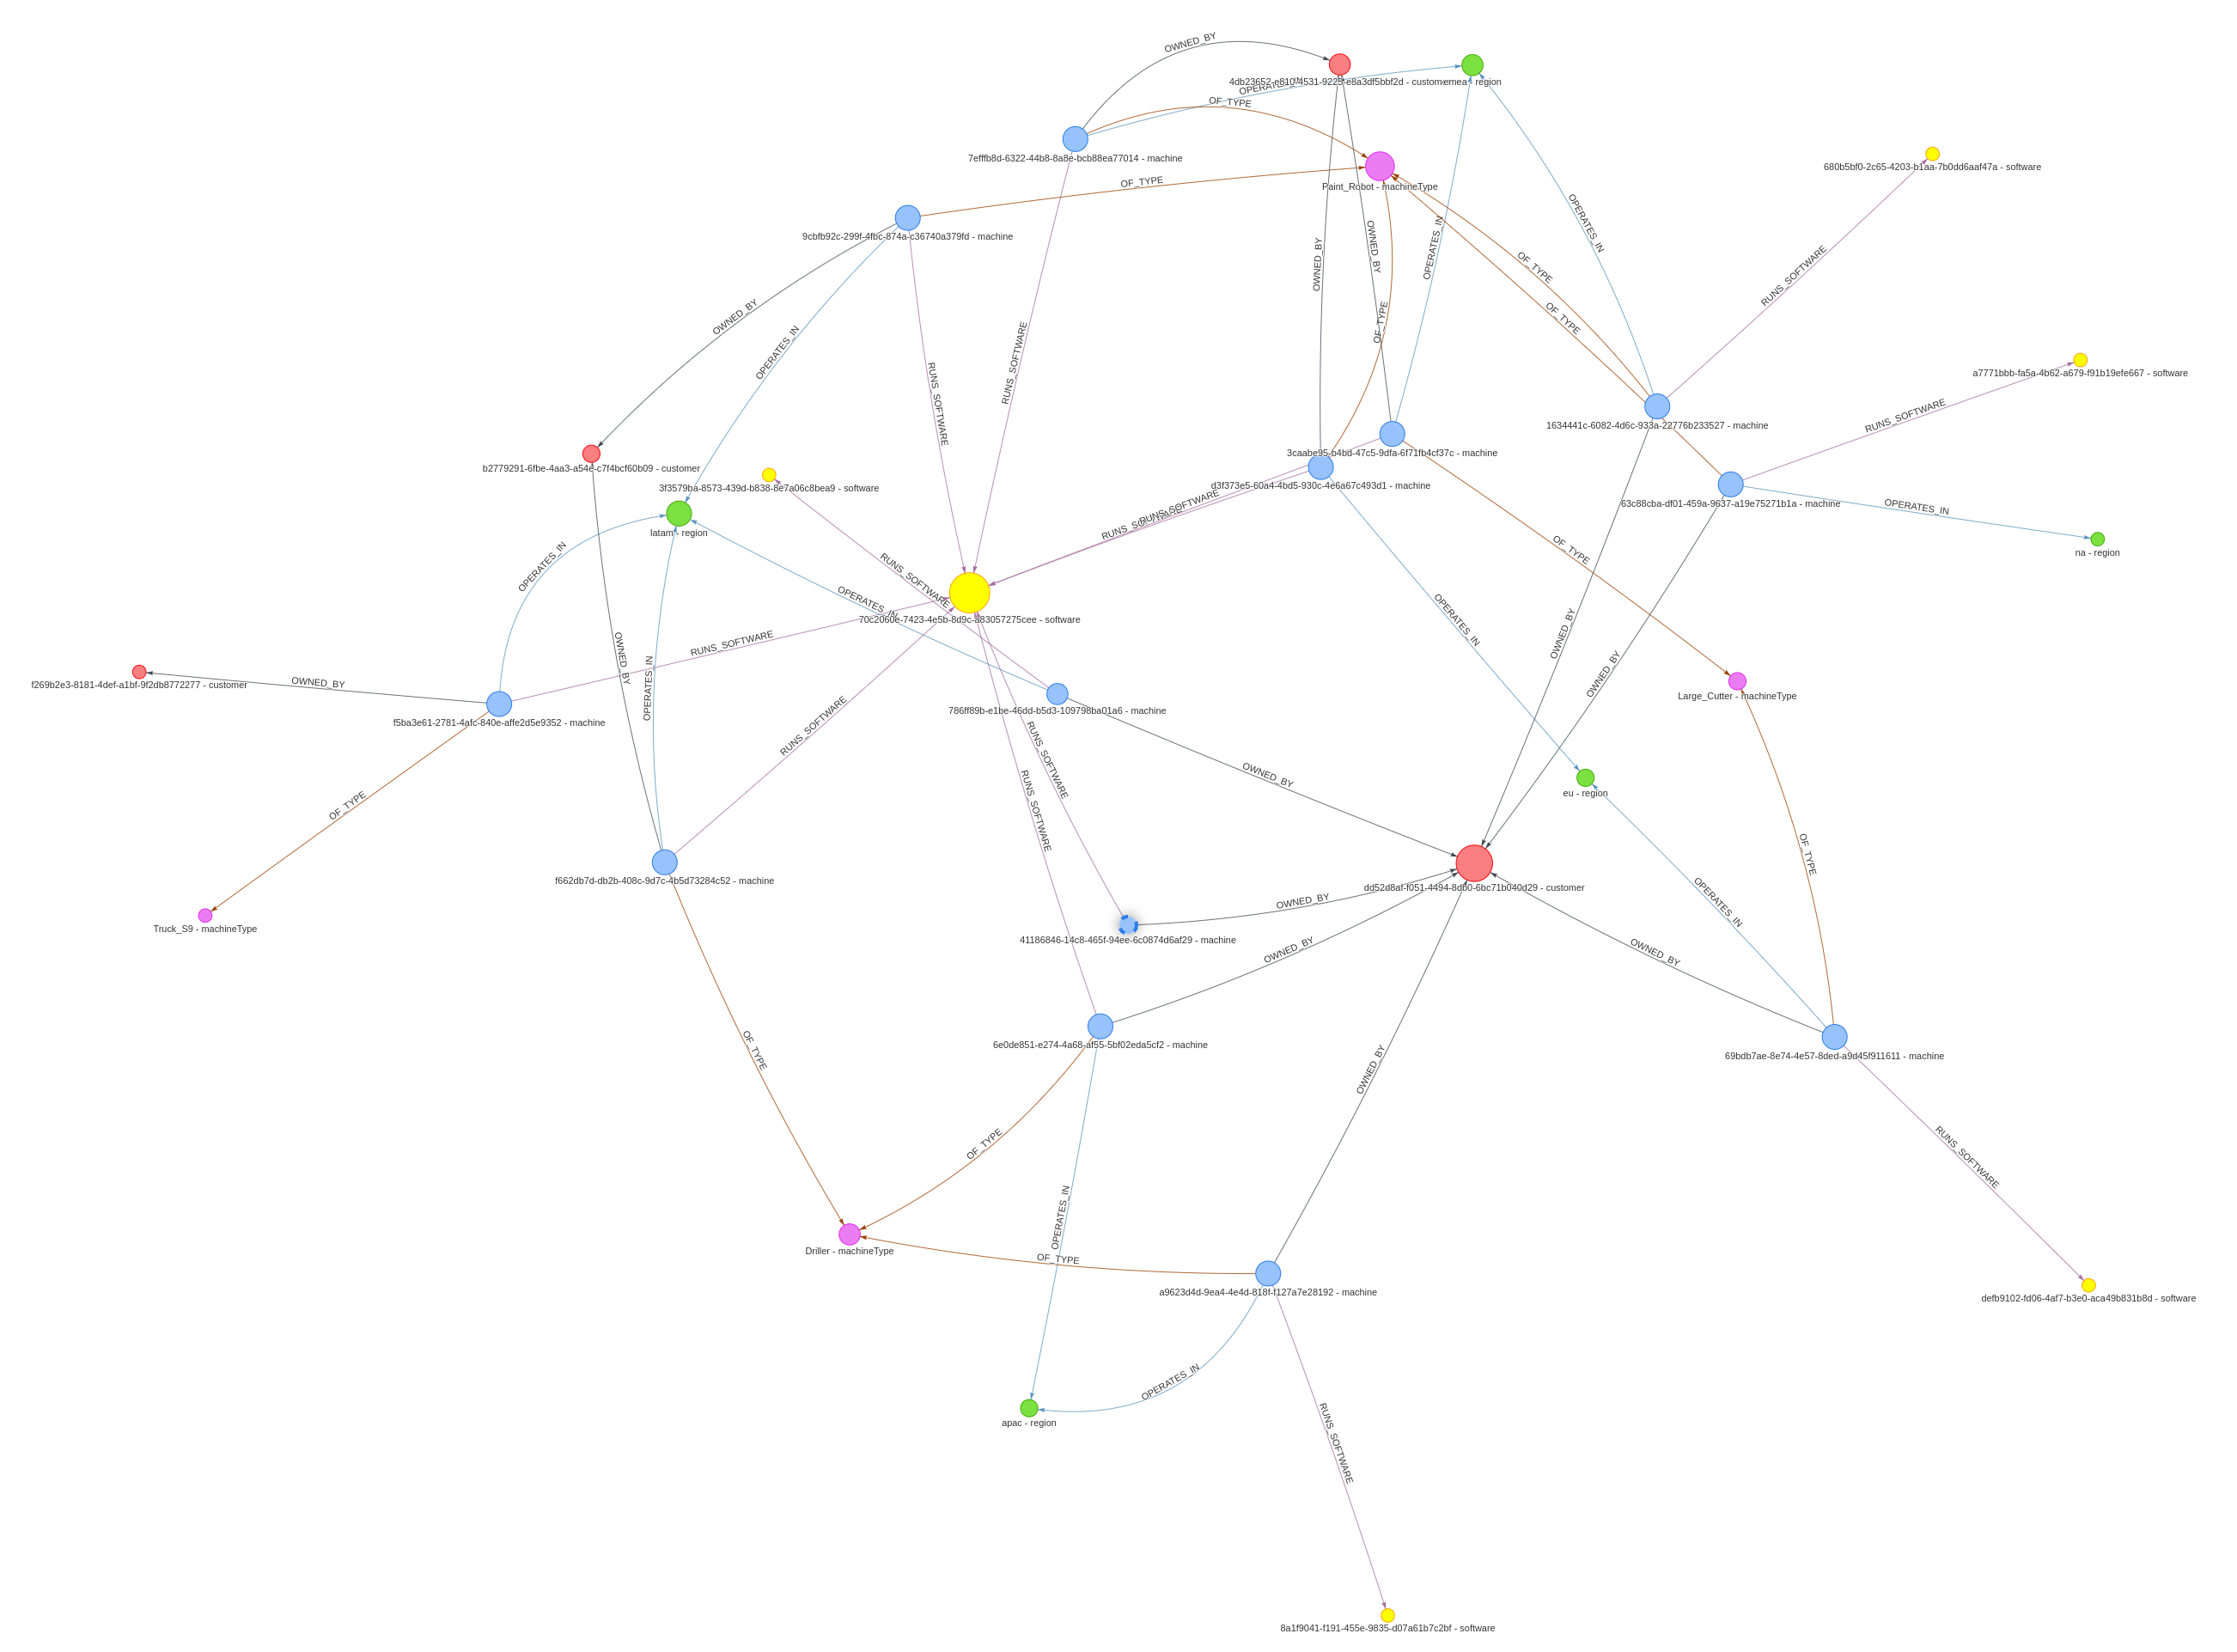 OWNED_BY
4db23652-e810-4531-9225-e8a3df5bbf2d - customer
emea - region
OPERATES_IN
OF_TYPE
7efffb8d-6322-44b8-8a8e-bcb88ea77014 - machine
680b5bf0-2c65-4203-b1aa-7b0dd6aaf47a - software
OF_TYPE
Paint_Robot - machineType
OPERATES_IN
9cbfb92c-299f-4fbc-874a-c36740a379fd - machine
OWNED_BY
OWNED_BY
OPERATES_IN
OF_TYPE
RUNS_SOFTWARE
OWNED_BY
OPERATES_IN
OF_TYPE
OF_TYPE
RUNS_SOFTWARE
RUNS_SOFTWARE
a7771bbb-fa5a-4b62-a679-f91b19efe667 - software
RUNS_SOFTWARE
1634441c-6082-4d6c-933a-22776b233527 - machine
3caabe95-b4bd-47c5-9dfa-6f71fb4cf37c - machine
b2779291-6fbe-4aa3-a54e-c7f4bcf60b09 - customer
3f3579ba-8573-439d-b838-8e7a06c8bea9 - software
d3f373e5-60a4-4bd5-930c-4e6a67c493d1 - machine
63c88cba-df01-459a-9637-a19e75271b1a - machine
OPERATES_IN
RUNS_SOFTWARE
RUNS_SOFTWARE
latam - region
na - region
OF_TYPE
OPERATES_IN
RUNS_SOFTWARE
OPERATES_IN
70c2060e-7423-4e5b-8d9c-a83057275cee - software
OPERATES_IN
OWNED_BY
RUNS_SOFTWARE
OWNED_BY
OWNED_BY
OPERATES_IN
OWNED_BY
f269b2e3-8181-4def-a1bf-9f2db8772277 - customer
Large_Cutter - machineType
786ff89b-e1be-46dd-b5d3-109798ba01a6 - machine
f5ba3e61-2781-4afc-840e-affe2d5e9352 - machine
RUNS_SOFTWARE
RUNS_SOFTWARE
OWNED_BY
eu - region
OF_TYPE
RUNS_SOFTWARE
OF_TYPE
f662db7d-db2b-408c-9d7c-4b5d73284c52 - machine
dd52d8af-f051-4494-8db0-6bc71b040d29 - customer
OWNED_BY
OPERATES_IN
Truck_S9 - machineType
41186846-14c8-465f-94ee-6c0874d6af29 - machine
OWNED_BY
OWNED_BY
6e0de851-e274-4a68-af55-5bf02eda5cf2 - machine
OF_TYPE
69bdb7ae-8e74-4e57-8ded-a9d45f911611 - machine
OWNED_BY
OF_TYPE
RUNS_SOFTWARE
OPERATES_IN
Driller - machineType
OF_TYPE
a9623d4d-9ea4-4e4d-818f-f127a7e28192 - machine
defb9102-fd06-4af7-b3e0-aca49b831b8d - software
OPERATES_IN
apac - region
RUNS_SOFTWARE
8a1f9041-f191-455e-9835-d07a61b7c2bf - software